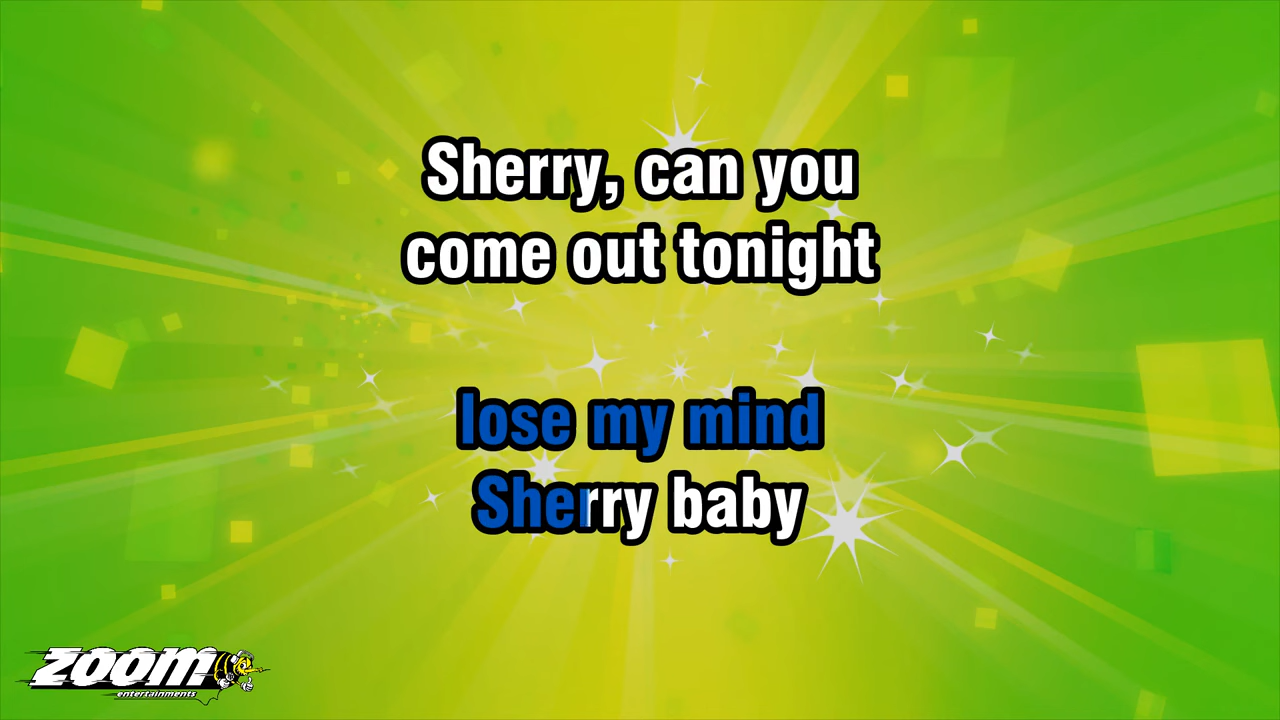 Sherry, can you
come out tonight
lose my mind
Sherry baby
zoom
entertainments